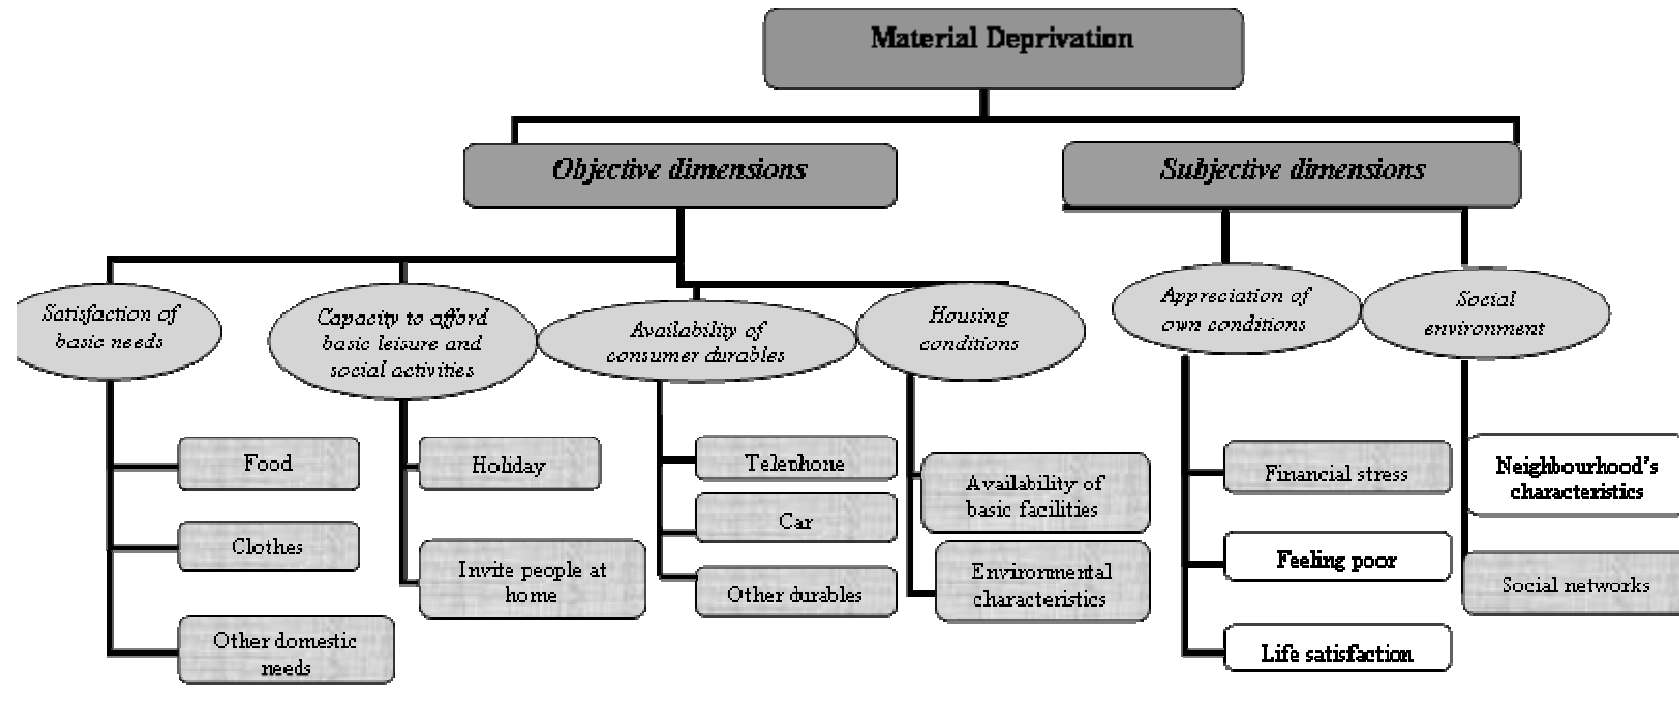 Material Deprivation
Objective dimensions
Subjective dimensions
Satisfaction of
basic needs
Capacity to afford
basic leisure and
social activities
Availability of
consumer durables
Housing
conditions
Appreciation of
own conditions
Social
environment
Food
Clothes
Other domestic
needs
Holiday
Invite people at
home
Telephone
Car
Other durables
Availability of
basic facilities
Environmental
characteristics
Financial stress
Feeling poor
Life satisfaction
Neighbourhood's
characteristics
Social networks